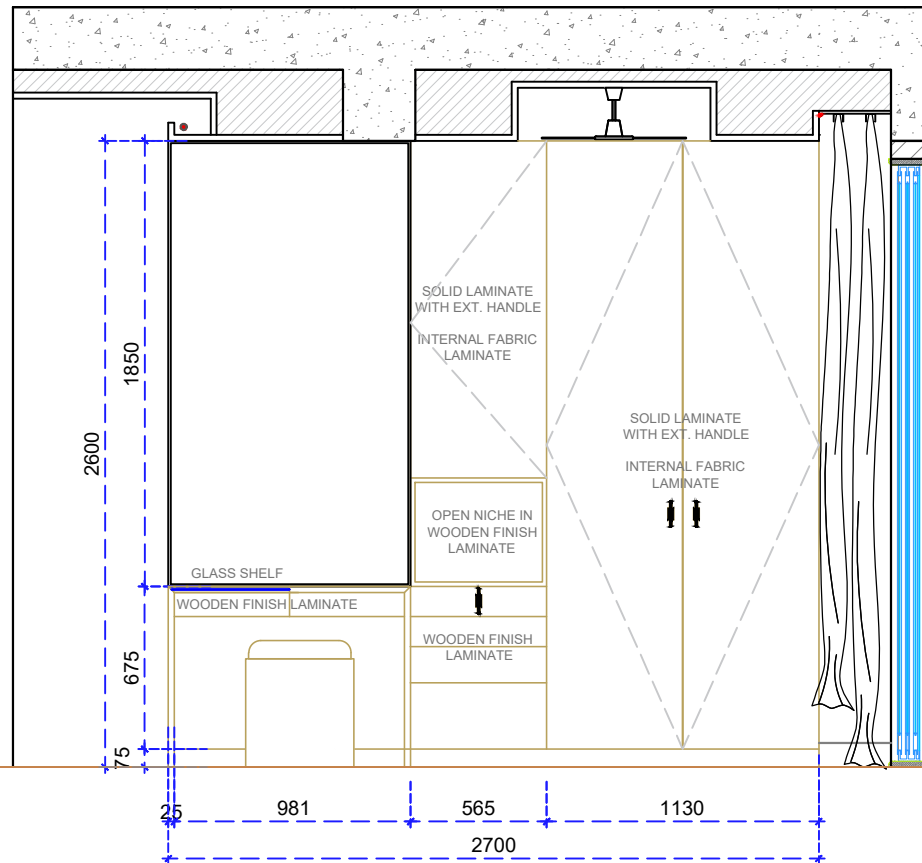 SOLID LAMINATE
WITH EXT. HANDLE
INTERNAL FABRIC
LAMINATE
1850
2600
SOLID LAMINATE
WITH EXT. HANDLE
INTERNAL FABRIC
LAMINATE
OPEN NICHE IN
WOODEN FINISH
LAMINATE
GLASS SHELF
WOODEN FINISH LAMINATE
WOODEN FINISH
LAMINATE
675
75
25
981
565
1130
2700